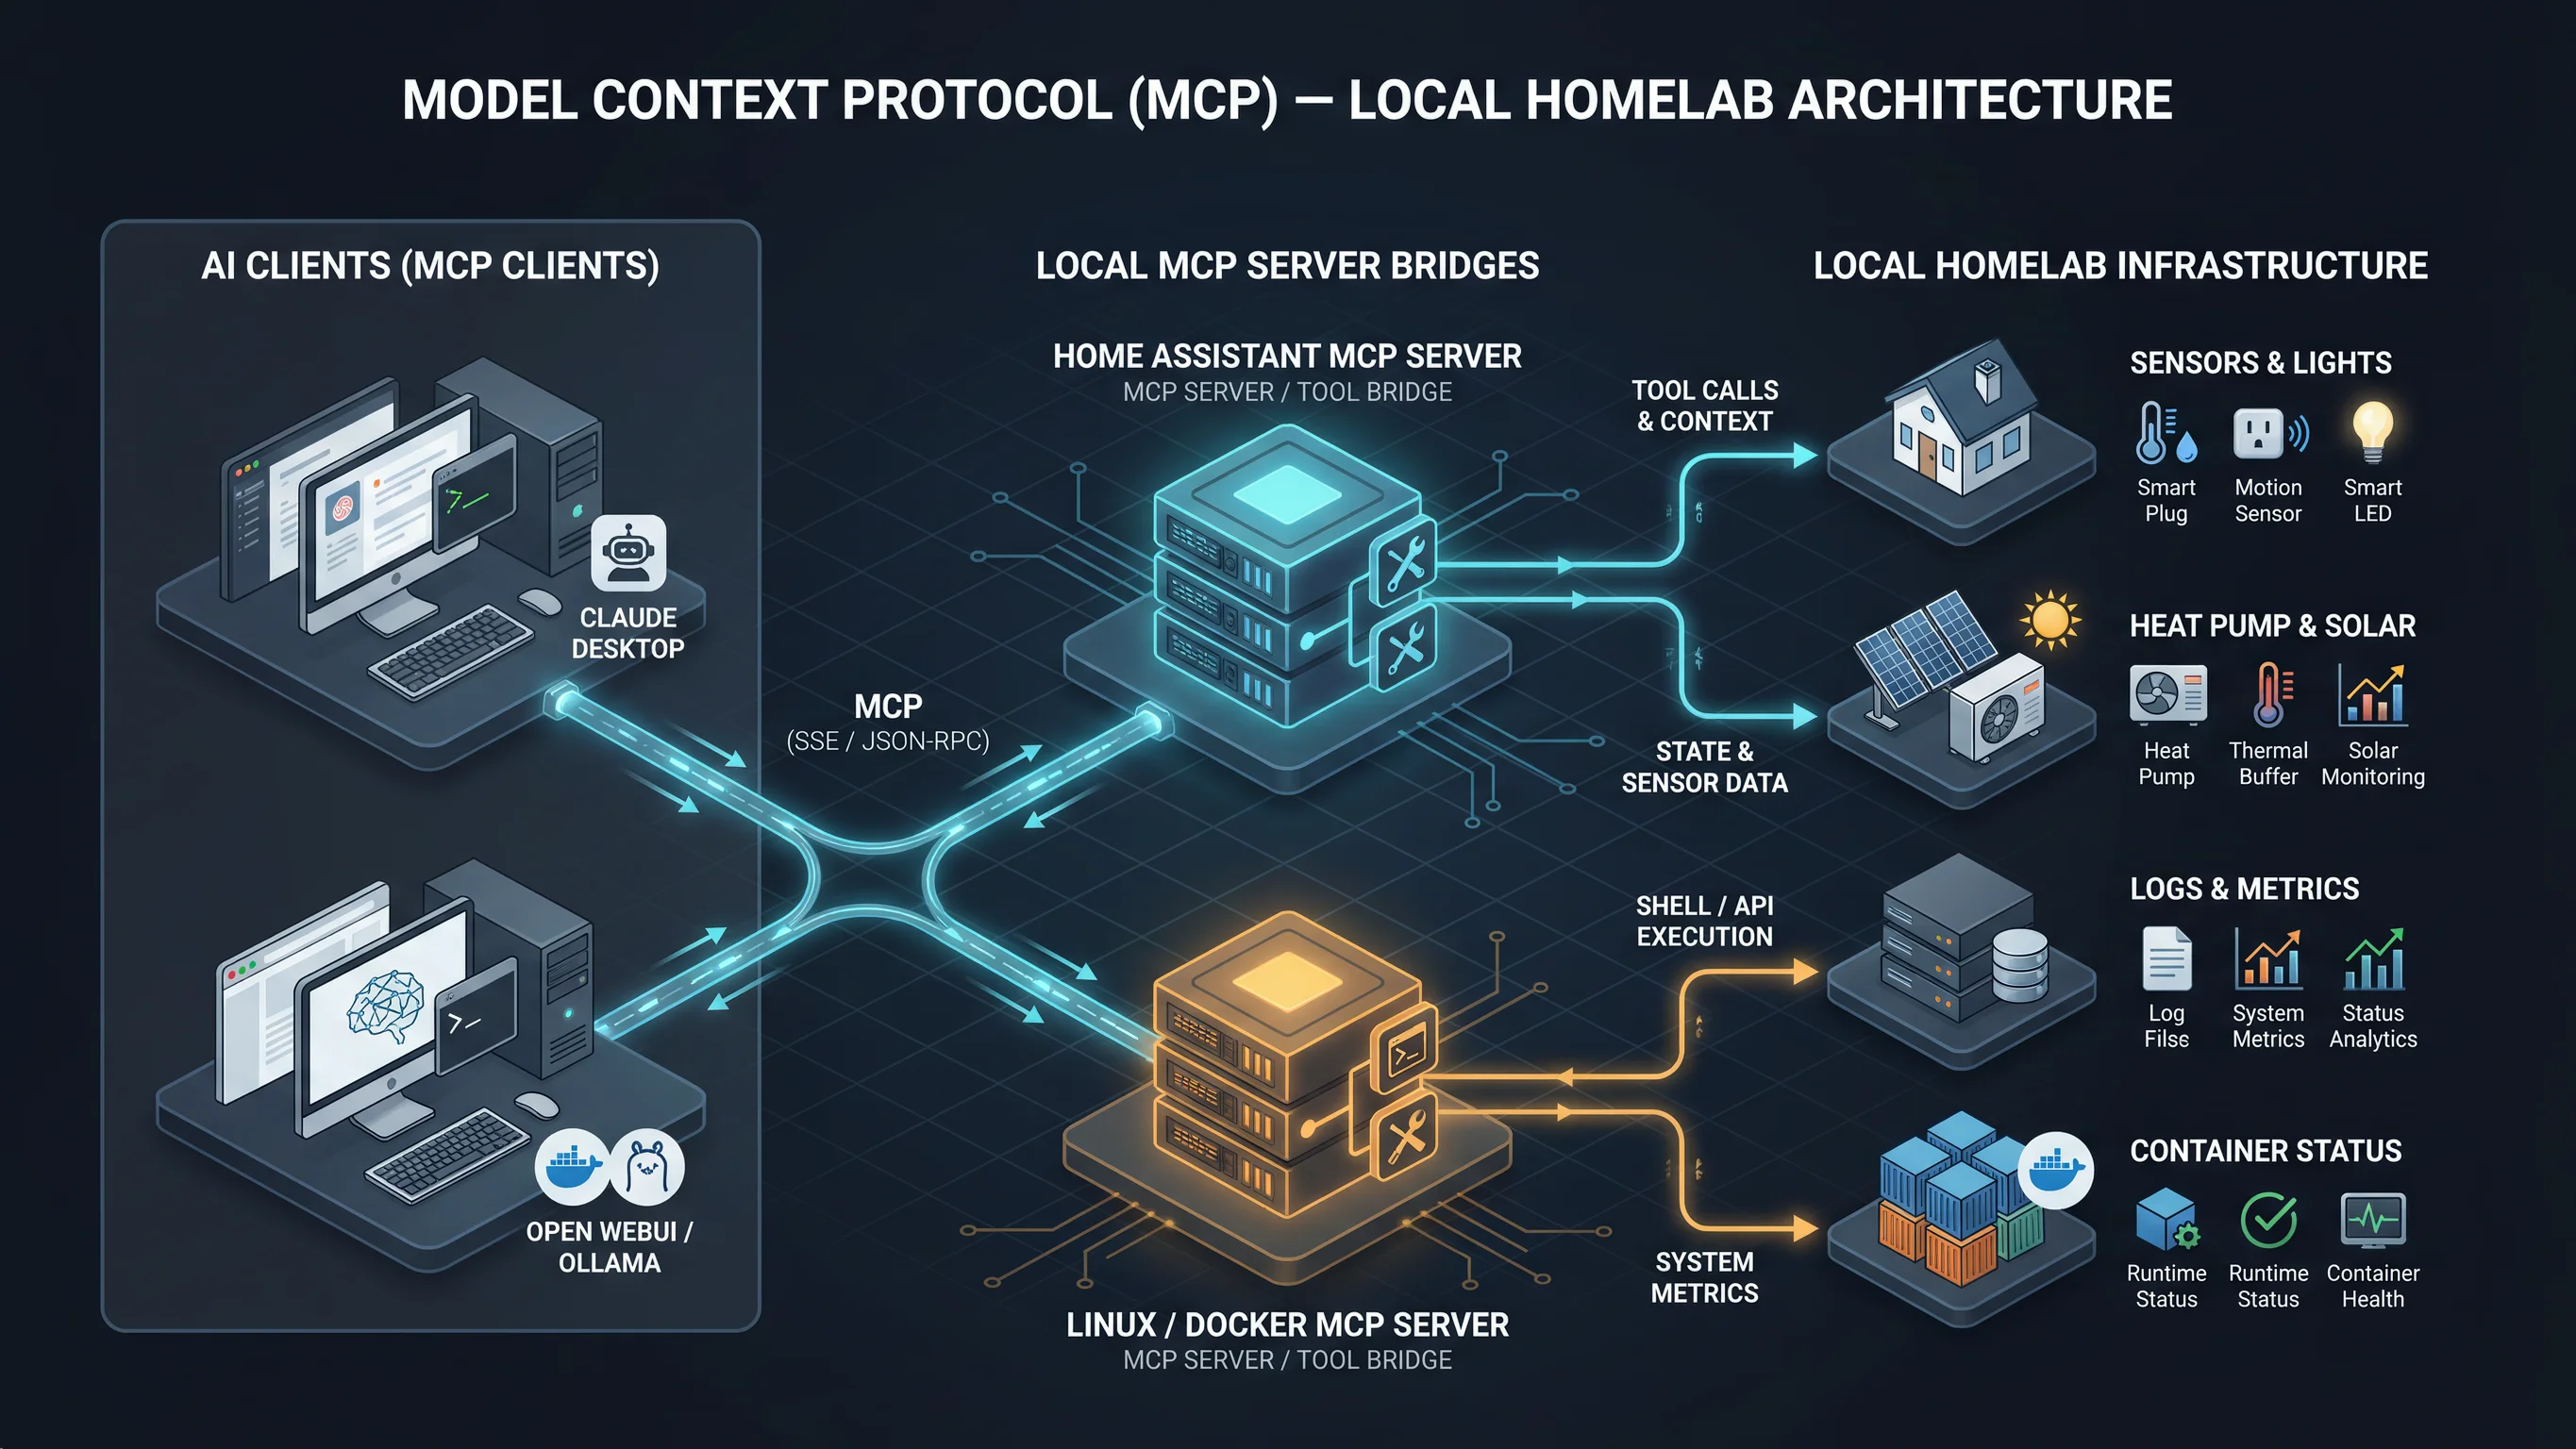 MODEL CONTEXT PROTOCOL (MCP) — LOCAL HOMELAB ARCHITECTURE
AI CLIENTS (MCP CLIENTS)
CLAUDE
DESKTOP
OPEN WEBUI /
OLLAMA
MCP
(SSE / JSON-RPC)
LOCAL MCP SERVER BRIDGES
HOME ASSISTANT MCP SERVER
MCP SERVER / TOOL BRIDGE
LINUX / DOCKER MCP SERVER
MCP SERVER / TOOL BRIDGE
TOOL CALLS
& CONTEXT
STATE &
SENSOR DATA
SHELL / API
EXECUTION
SYSTEM
METRICS
LOCAL HOMELAB INFRASTRUCTURE
SENSORS & LIGHTS
Smart
Plug
Motion
Sensor
Smart
LED
HEAT PUMP & SOLAR
Heat
Pump
Thermal
Buffer
Solar
Monitoring
LOGS & METRICS
Log
Filse
System
Metrics
Status
Analytics
CONTAINER STATUS
Runtime
Status
Runtime
Status
Container
Health